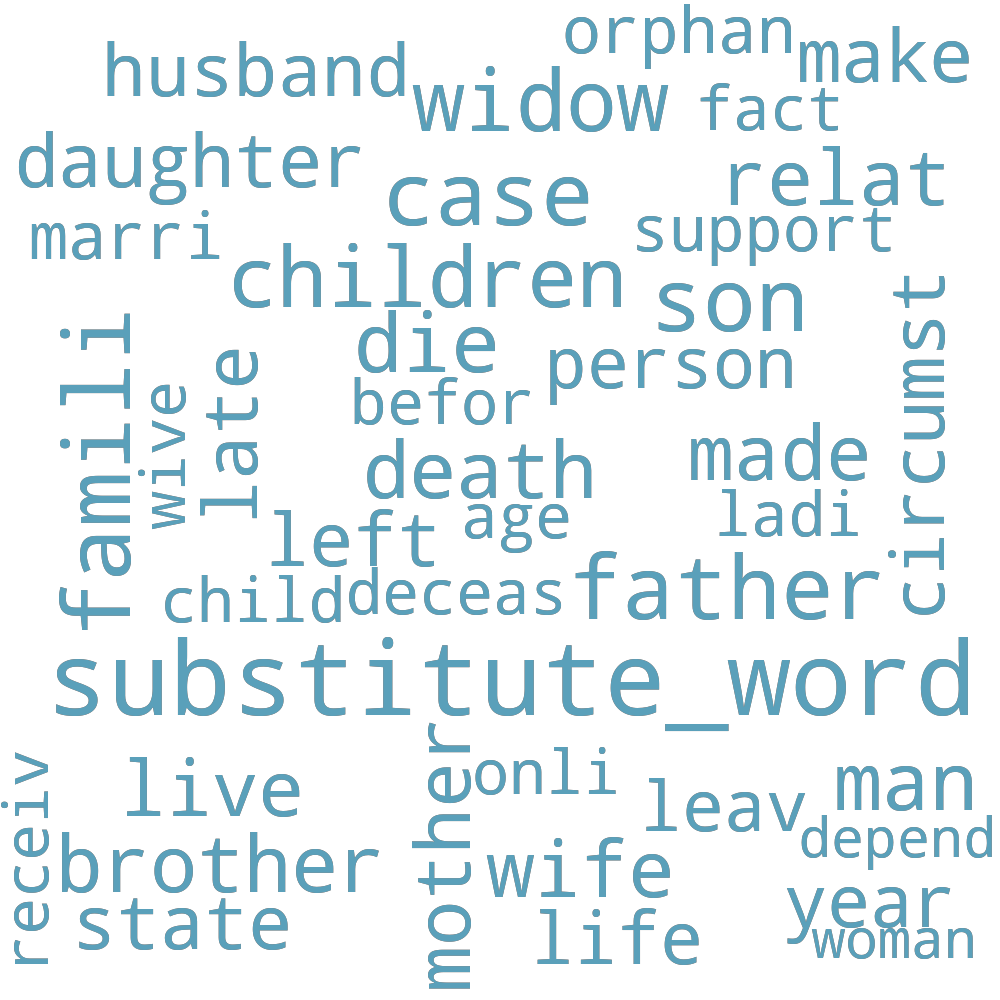 orphan
husband
make
widow
fact
daughter
case
relat
marri
support
children
son
circumst
famili
die
person
late
wive
befor
made
death
ladi
age
left
father
child
deceas
substitute_word
mother
onli
receiv
live
man
leav
depend
brother
wife
year
state
life
woman